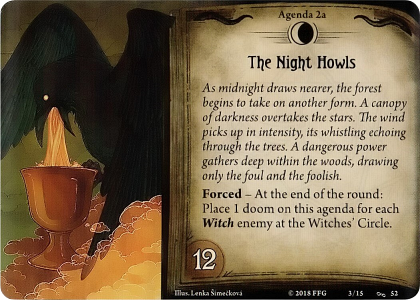 Agenda 2a
The Night Howls
As midnight draws nearer, the forest
begins to take on another form. A canopy
of darkness overtakes the stars. The wind
picks up in intensity, its whistling echoing
through the trees. A dangerous power
gathers deep within the woods, drawing
only the foul and the foolish.
Forced – At the end of the round:
Place 1 doom on this agenda for each
Witch enemy at the Witches' Circle.
12
Illus. Lenka Šimečková
© 2018 FFG
3/15
52